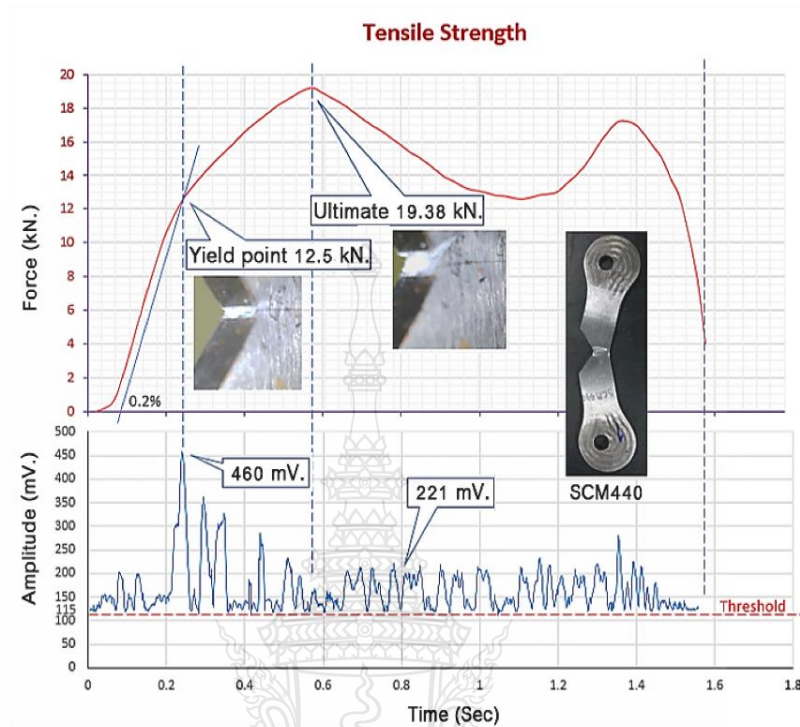 Tensile Strength
Force (kN.)
20
18
16
14
12
10
8
6
4
2
0
Ultimate 19.38 kN.
Yield point 12.5 kN.
0.2%
SCM440
Amplitude (mV.)
500
450
400
350
300
250
200
150
115
100
50
0
460 mV.
221 mV.
Threshold
0 0.2 0.4 0.6 0.8 1 1.2 1.4 1.6 1.8
Time (Sec)